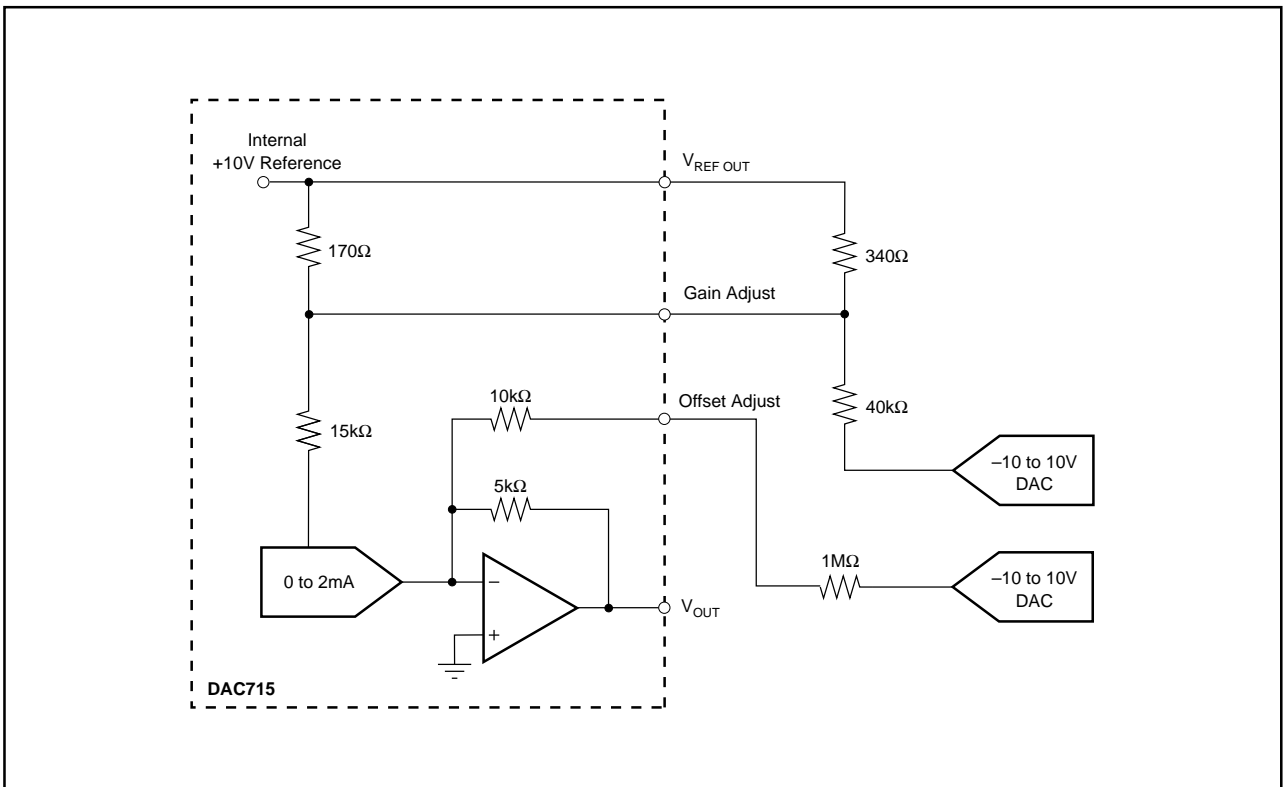 Internal
+10V Reference
V_REF OUT
170Ω
340Ω
Gain Adjust
10kΩ
Offset Adjust
15kΩ
40kΩ
–10 to 10V
DAC
5kΩ
1MΩ
0 to 2mA
–
+
–10 to 10V
DAC
V_OUT
DAC715